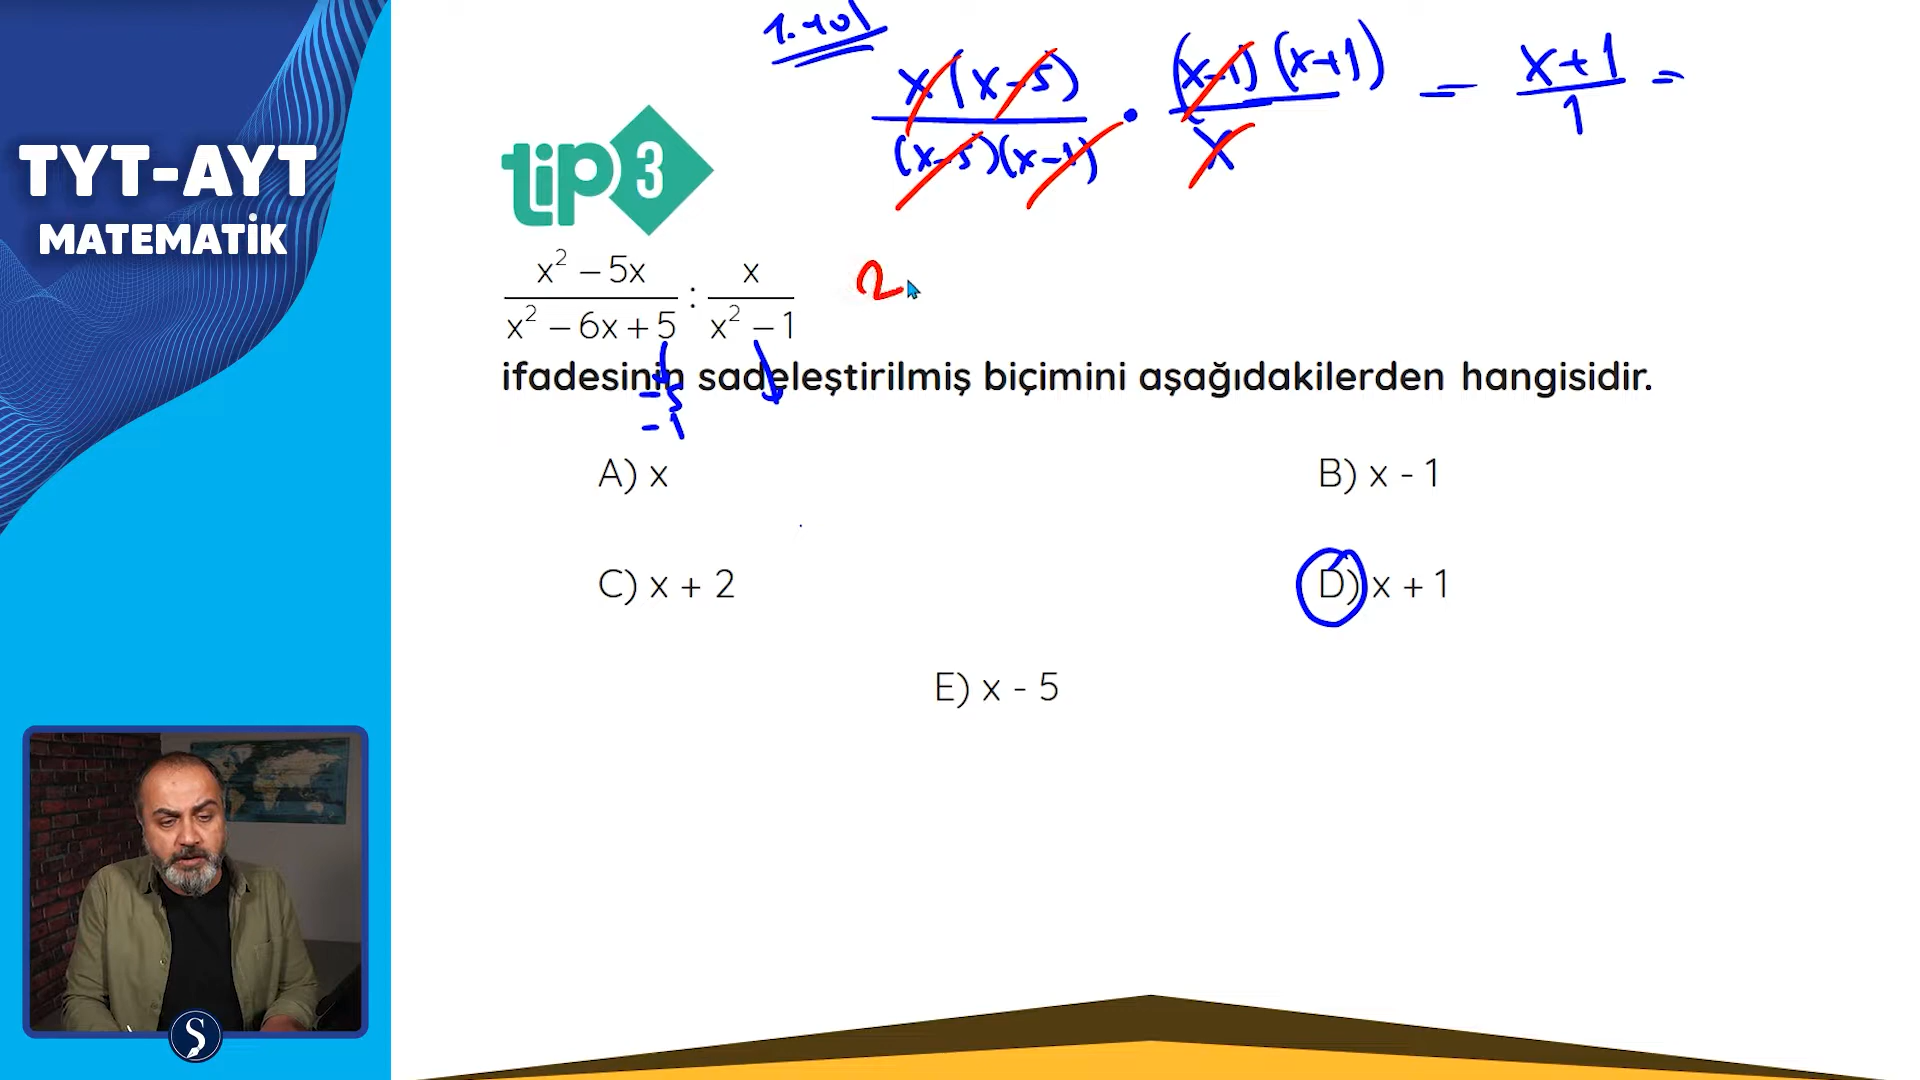 TYT-AYT
MATEMATİK
1. yol
x(x-5)/(x-5)(x-1) · (x-1)(x+1)/x = x+1/1 =
tip 3
x² – 5x/x² – 6x + 5 : x/x² – 1
2.
ifadesinin sadeleştirilmiş biçimini aşağıdakilerden hangisidir.
-5
-1
A) x
B) x - 1
C) x + 2
D) x + 1
E) x - 5
S